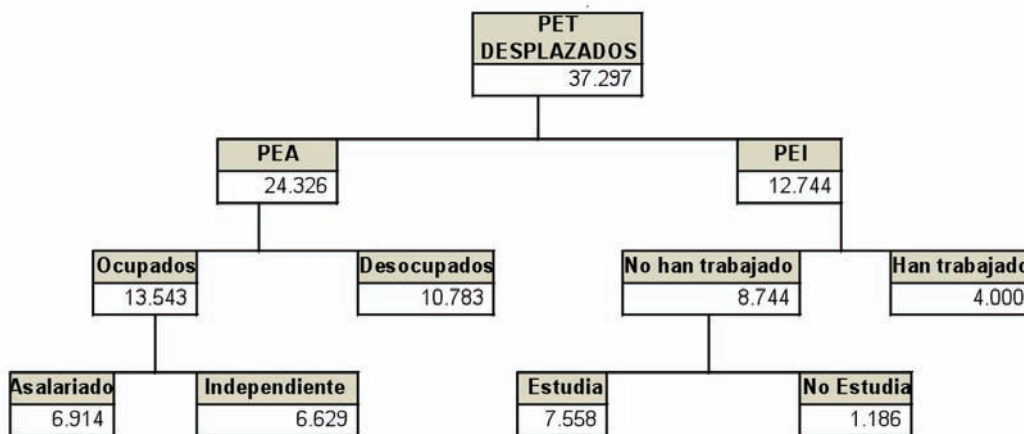 PET
DESPLAZADOS
37.297
PEA
24.326
PEI
12.744
Ocupados
13.543
Desocupados
10.783
No han trabajado
8.744
Han trabajado
4.000
Asalariado
6.914
Independiente
6.629
Estudia
7.558
No Estudia
1.186